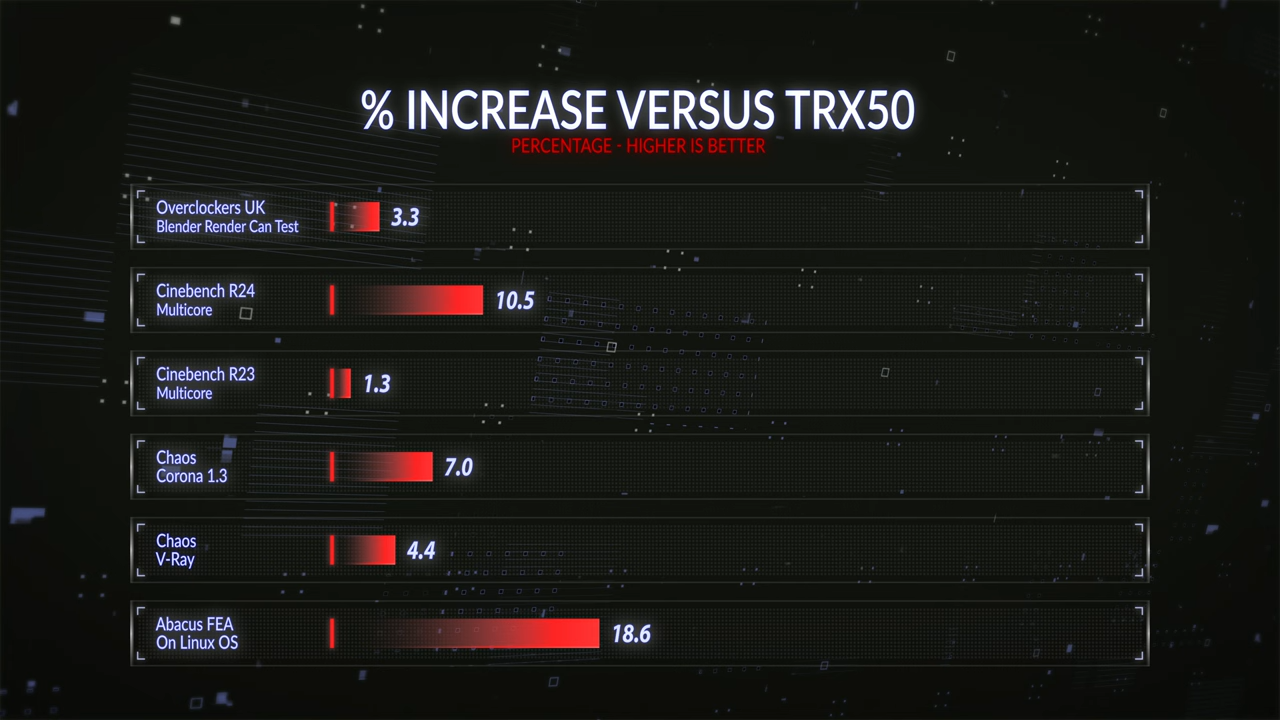 % INCREASE VERSUS TRX50
PERCENTAGE - HIGHER IS BETTER
Overclockers UK
Blender Render Can Test
3.3
Cinebench R24
Multicore
10.5
Cinebench R23
Multicore
1.3
Chaos
Corona 1.3
7.0
Chaos
V-Ray
4.4
Abacus FEA
On Linux OS
18.6